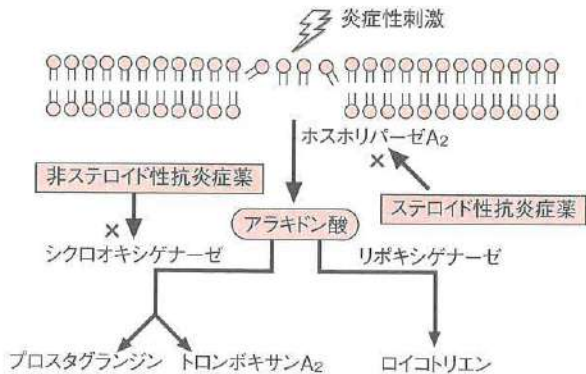 炎症性刺激
ホスホリパーゼA2
非ステロイド性抗炎症薬
ステロイド性抗炎症薬
アラキドン酸
シクロオキシゲナーゼ
リポキシゲナーゼ
プロスタグランジン
トロンボキサンA2
ロイコトリエン